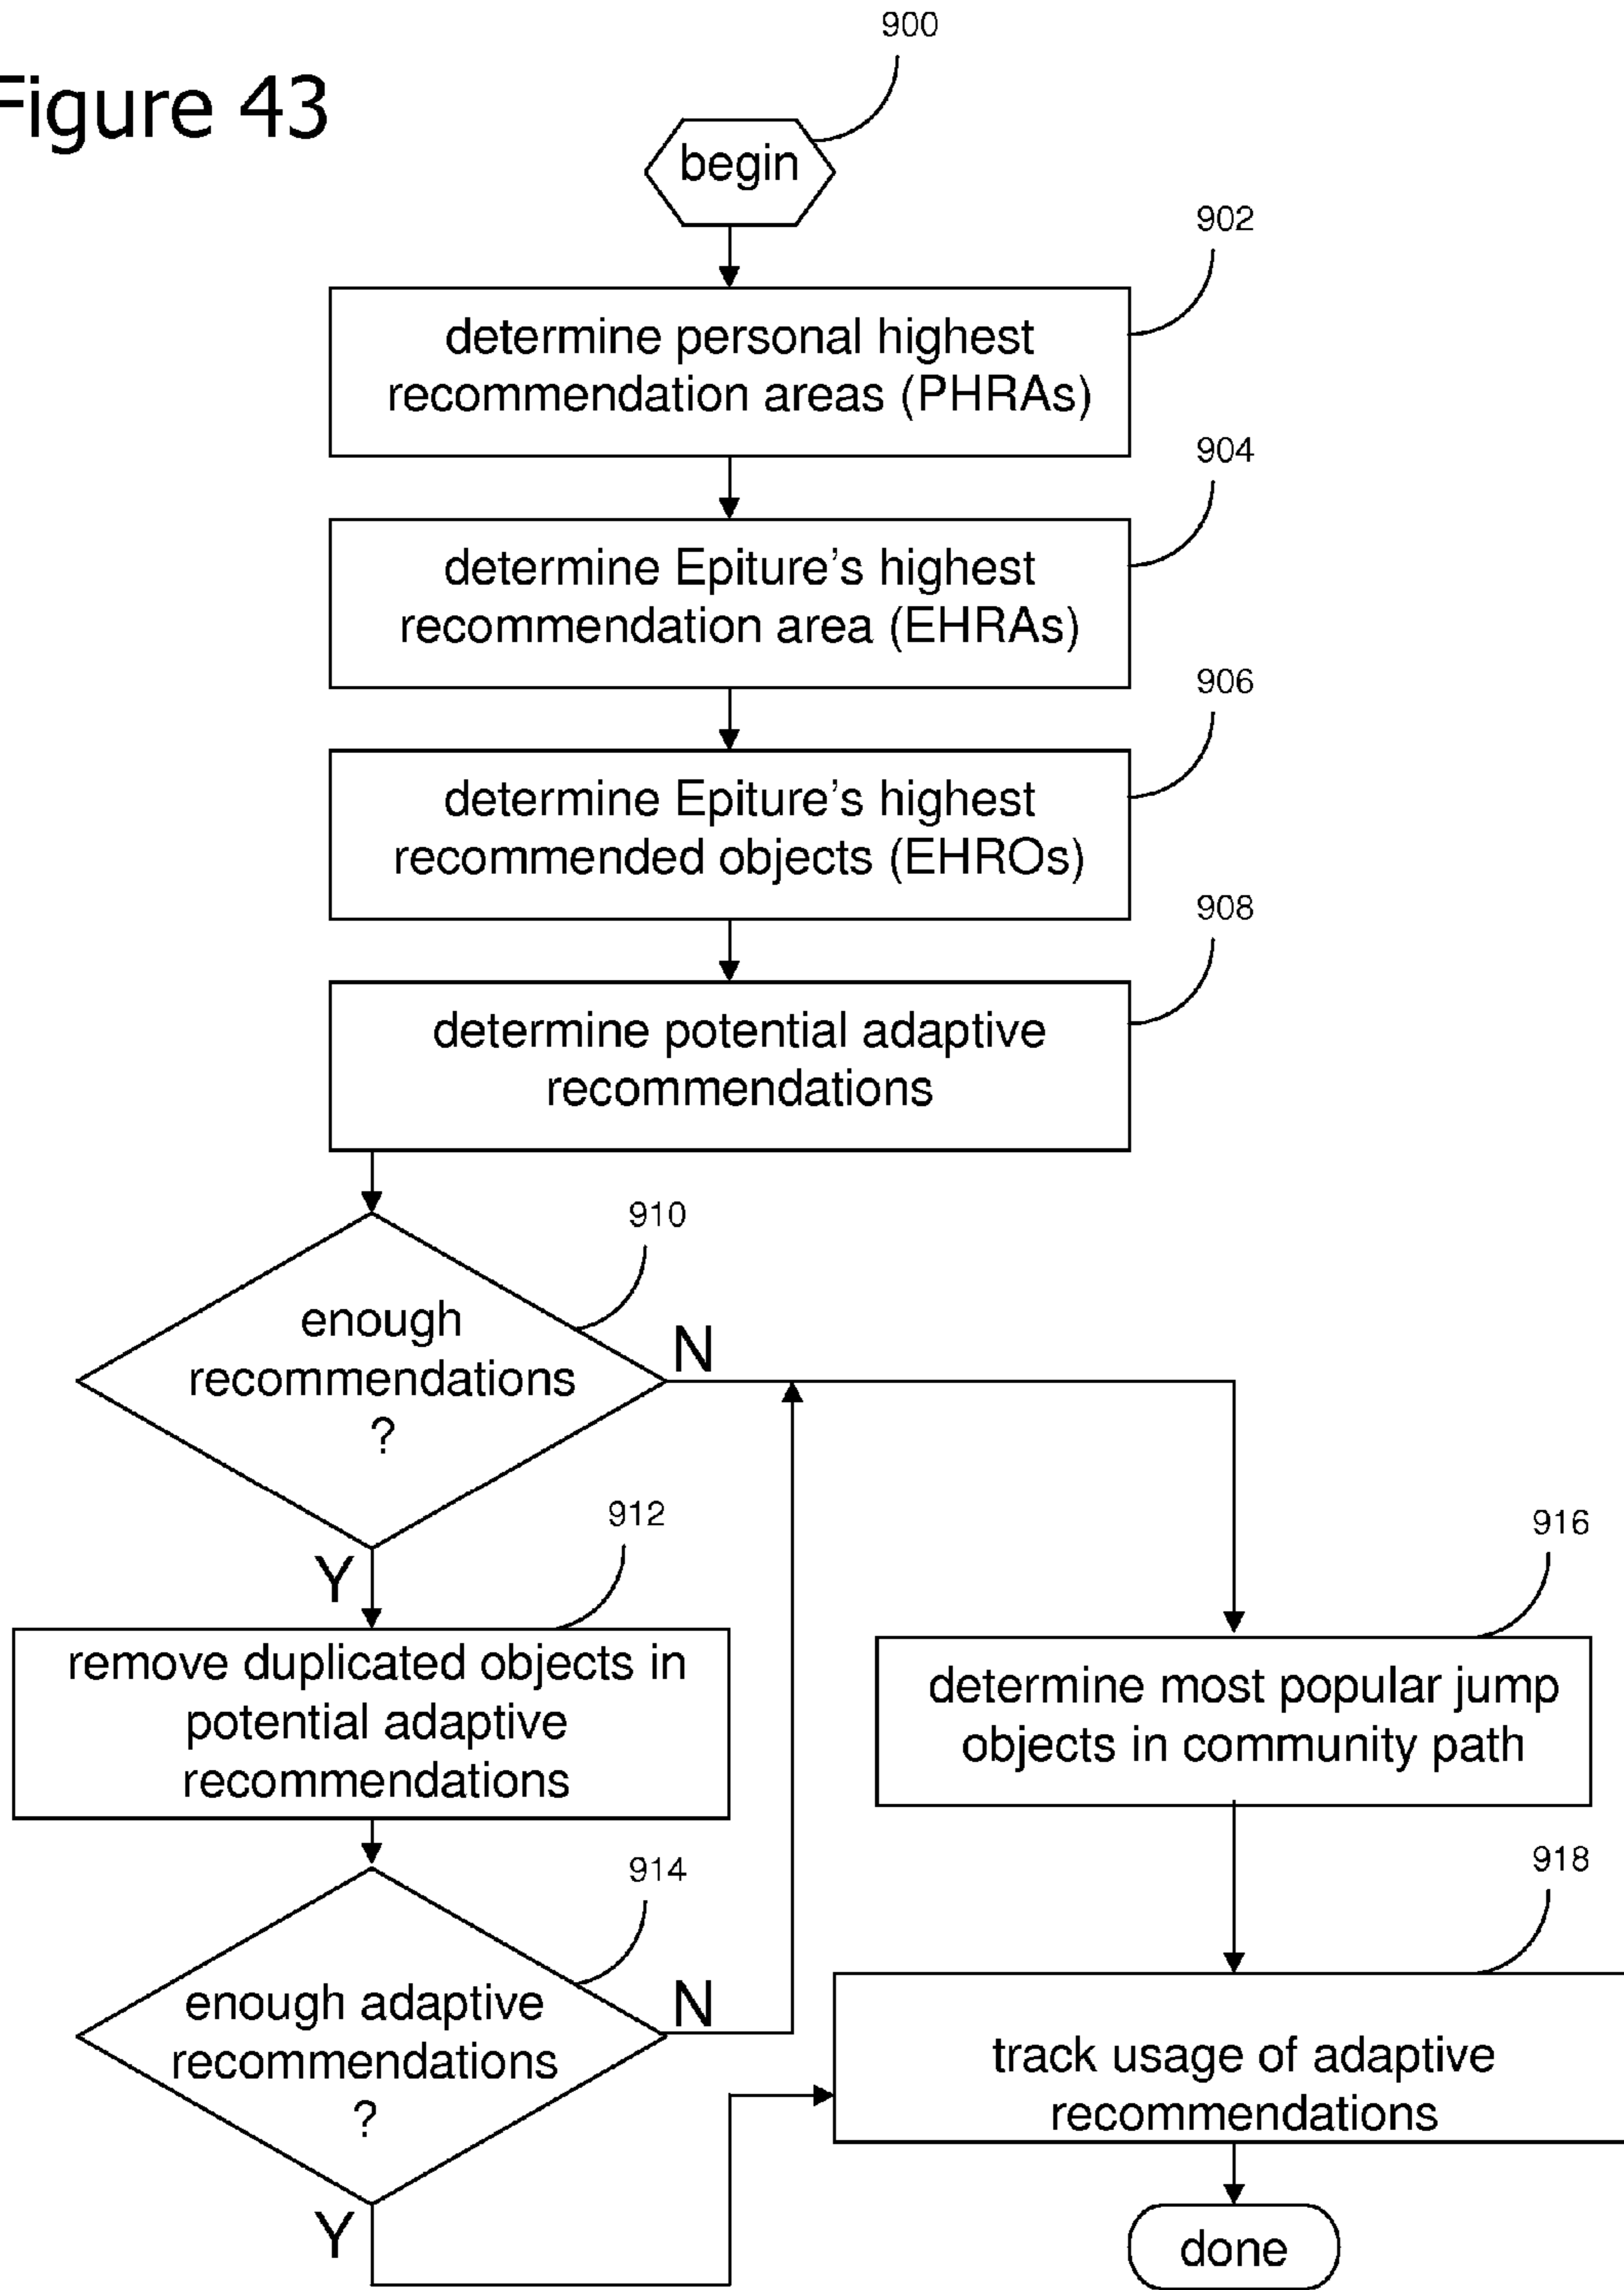 900
Figure 43
begin
902
determine personal highest
recommendation areas (PHRAs)
904
determine Epiture's highest
recommendation area (EHRAs)
906
determine Epiture's highest
recommended objects (EHROs)
908
determine potential adaptive
recommendations
910
enough
recommendations
?
N
Y
912
remove duplicated objects in
potential adaptive
recommendations
916
determine most popular jump
objects in community path
914
enough adaptive
recommendations
?
N
Y
918
track usage of adaptive
recommendations
done